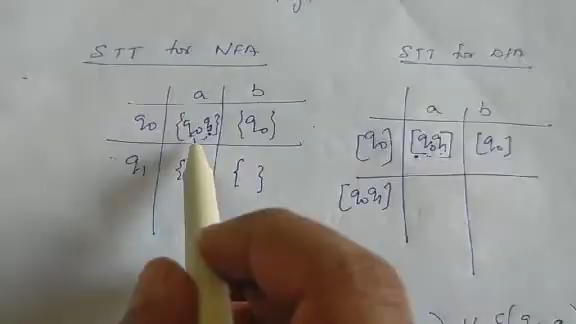 STT for NFA
a b
q0 {q0q1} {q0}
q1 { { }
STT for DFA
a b
[q0] [q0q1] [q0]
[q0q1]